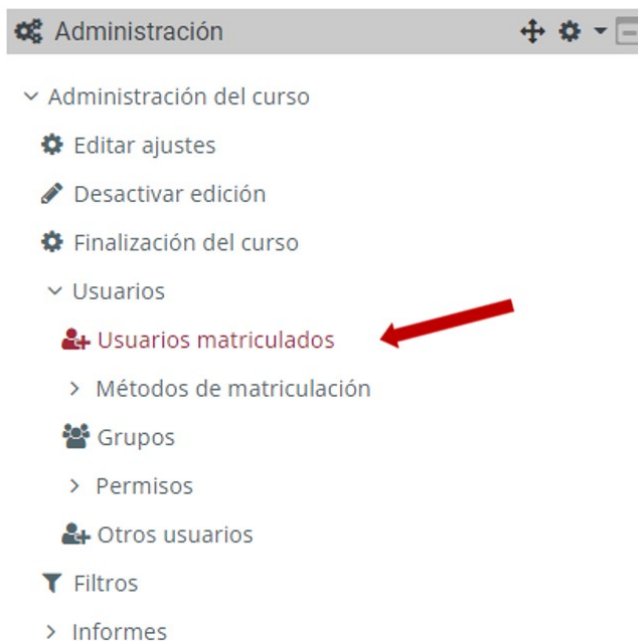 Administración
Administración del curso
Editar ajustes
Desactivar edición
Finalización del curso
Usuarios
Usuarios matriculados
Métodos de matriculación
Grupos
Permisos
Otros usuarios
Filtros
Informes